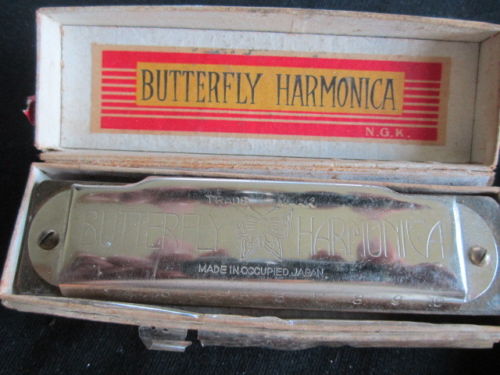 BUTTERFLY HARMONICA
N.G.K.
TRADE MARK
BUTTERFLY HARMONICA
MADE IN OCCUPIED JAPAN